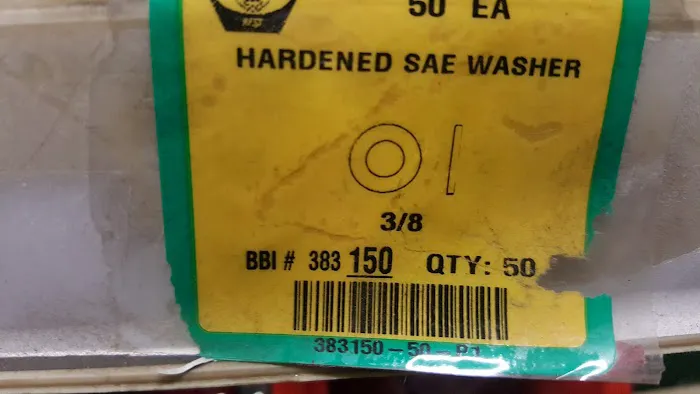 50 EA
HARDENED SAE WASHER
3/8
BBI # 383 150 QTY: 50
383150-50-